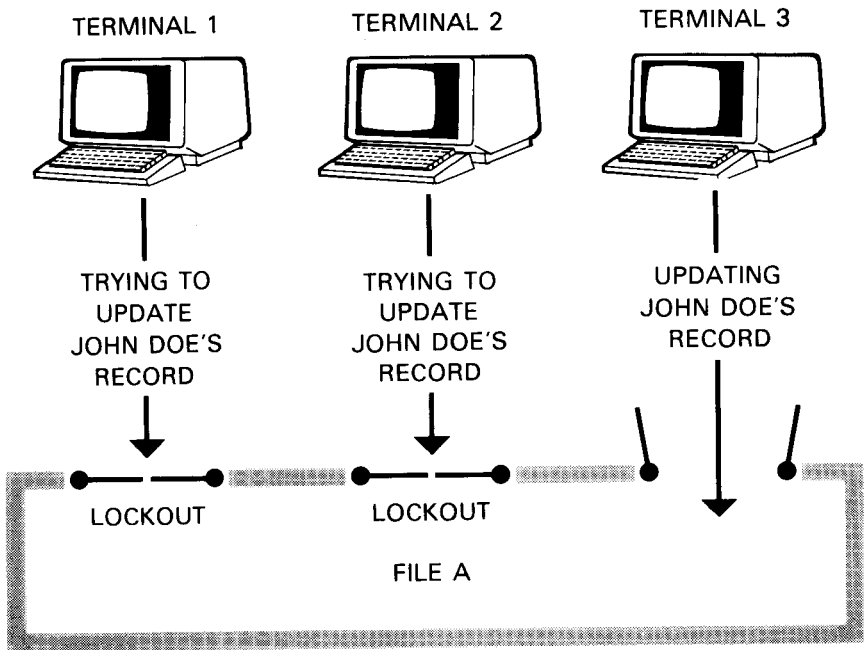 TERMINAL 1
TERMINAL 2
TERMINAL 3
TRYING TO
UPDATE
JOHN DOE'S
RECORD
TRYING TO
UPDATE
JOHN DOE'S
RECORD
UPDATING
JOHN DOE'S
RECORD
LOCKOUT
LOCKOUT
FILE A